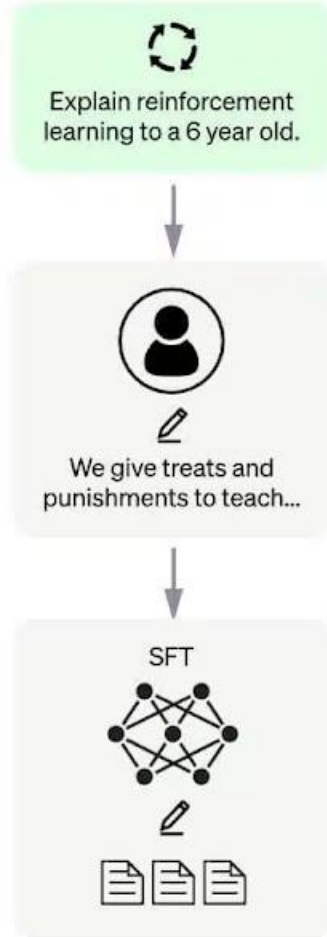 Explain reinforcement
learning to a 6 year old.
We give treats and
punishments to teach...
SFT